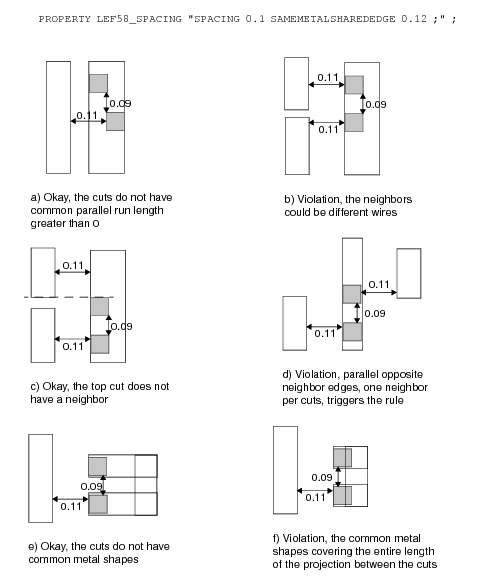 PROPERTY LEF58_SPACING "SPACING 0.1 SAMEMETALSHAREDEDGE 0.12 ;" ;
0.11
0.09
a) Okay, the cuts do not have
common parallel run length
greater than 0
0.11
0.09
0.11
b) Violation, the neighbors
could be different wires
0.11
0.09
0.11
c) Okay, the top cut does not
have a neighbor
0.11
0.09
0.11
d) Violation, parallel opposite
neighbor edges, one neighbor
per cuts, triggers the rule
0.09
0.11
e) Okay, the cuts do not have
common metal shapes
0.09
0.11
f) Violation, the common metal
shapes covering the entire length
of the projection between the cuts